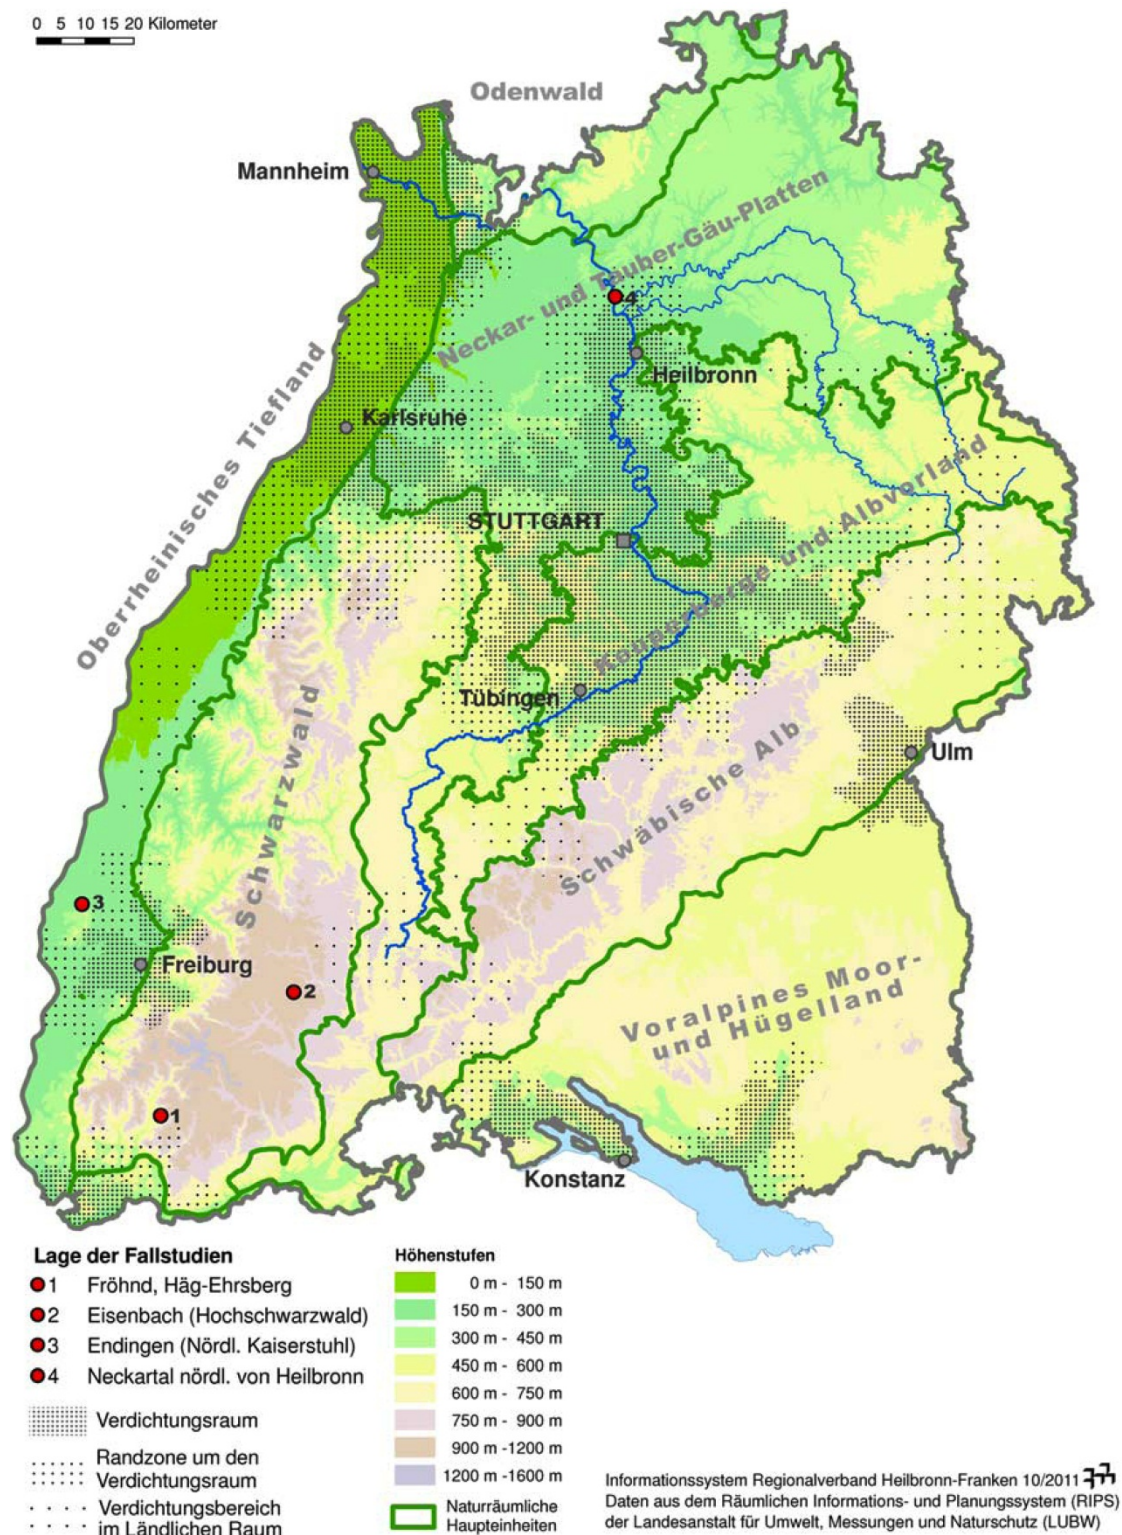 0 5 10 15 20 Kilometer
Odenwald
Mannheim
Neckar- und Tauber-Gäu-Platten
4
Heilbronn
Oberrheinisches Tiefland
Karlsruhe
STUTTGART
Keuperberge und Albvorland
Tübingen
Schwarzwald
Schwäbische Alb
Ulm
3
Freiburg
2
Voralpines Moor-
und Hügelland
1
Konstanz
Lage der Fallstudien
1 Fröhnd, Häg-Ehrsberg
2 Eisenbach (Hochschwarzwald)
3 Endingen (Nördl. Kaiserstuhl)
4 Neckartal nördl. von Heilbronn
Verdichtungsraum
Randzone um den
Verdichtungsraum
Verdichtungsbereich
im Ländlichen Raum
Höhenstufen
0 m - 150 m
150 m - 300 m
300 m - 450 m
450 m - 600 m
600 m - 750 m
750 m - 900 m
900 m -1200 m
1200 m -1600 m
Naturräumliche
Haupteinheiten
Informationssystem Regionalverband Heilbronn-Franken 10/2011
Daten aus dem Räumlichen Informations- und Planungssystem (RIPS)
der Landesanstalt für Umwelt, Messungen und Naturschutz (LUBW)